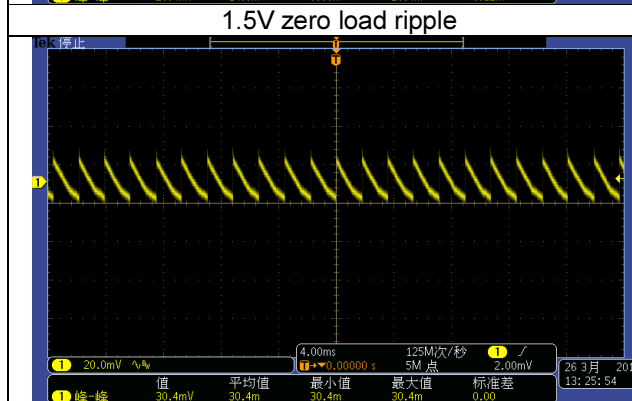 1.5V zero load ripple
Tek 停止
1
4.00ms 125M次/秒 1
1 20.0mV 0.00000 s 5M 点 2.00mV
26 3月 201
13:25:54
值 平均值 最小值 最大值 标准差
1 峰-峰 30.4mV 30.4m 30.4m 30.4m 0.00